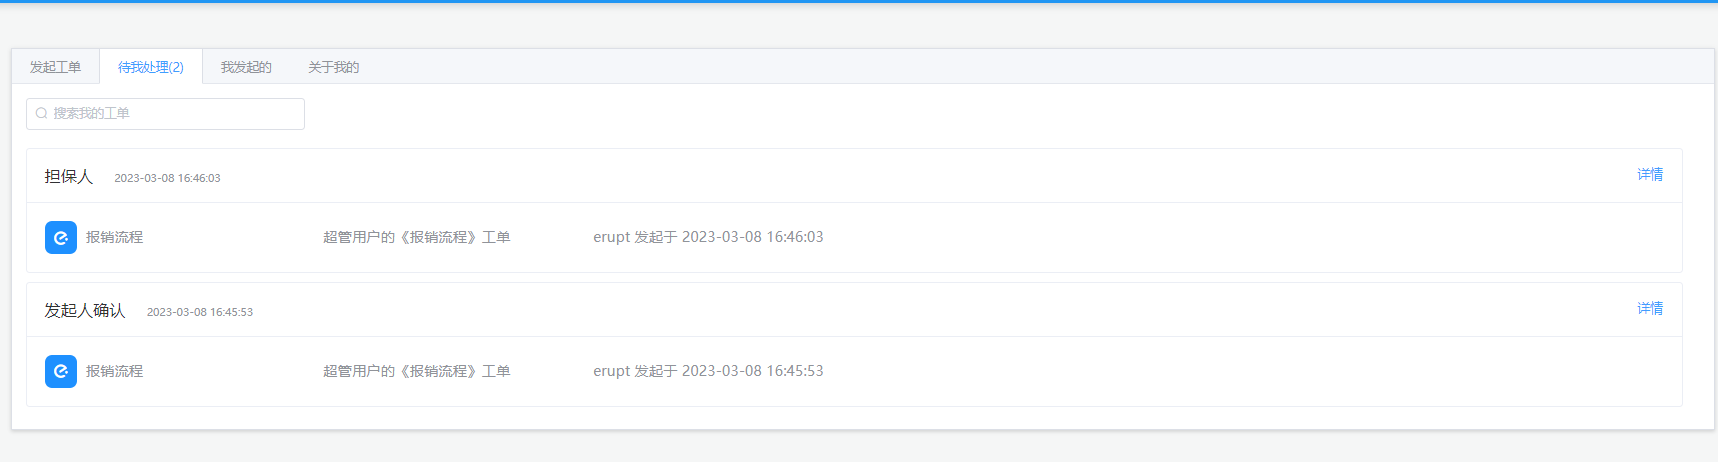 发起工单 待我处理(2) 我发起的 关于我的
搜索我的工单
担保人 2023-03-08 16:46:03 详情
报销流程 超管用户的《报销流程》工单 erupt 发起于 2023-03-08 16:46:03
发起人确认 2023-03-08 16:45:53 详情
报销流程 超管用户的《报销流程》工单 erupt 发起于 2023-03-08 16:45:53